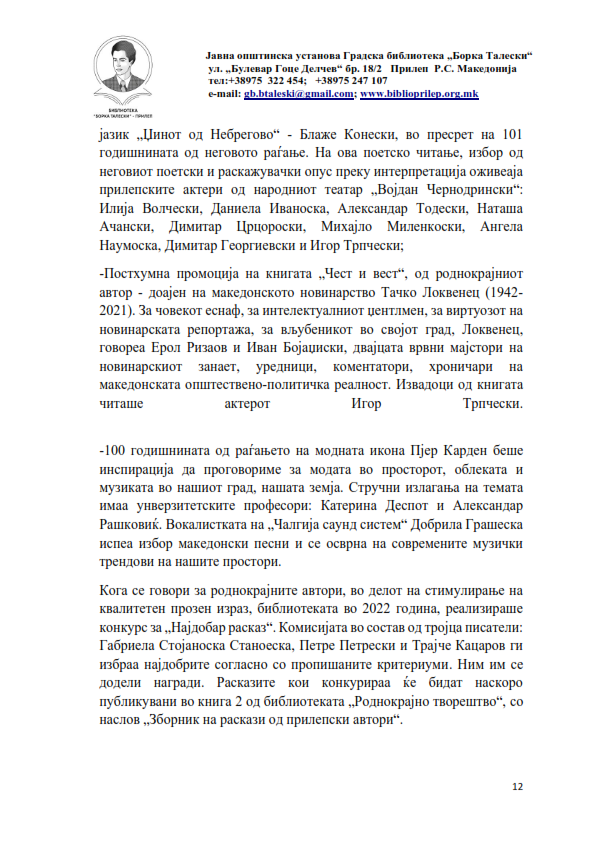 Јавна општинска установа Градска библиотека „Борка Талески“
ул. „Булевар Гоце Делчев“ бр. 18/2 Прилеп Р.С. Македонија
тел:+38975 322 454; +38975 247 107
e-mail: gb.btaleski@gmail.com; www.biblioprilep.org.mk
БИБЛИОТЕКА
"БОРКА ТАЛЕСКИ" - ПРИЛЕП
јазик „Џинот од Небрегово“ - Блаже Конески, во пресрет на 101
годишнината од неговото раѓање. На ова поетско читање, избор од
неговиот поетски и раскажувачки опус преку интерпретација оживеаја
прилепските актери од народниот театар „Војдан Чернодрински“:
Илија Волчески, Даниела Иваноска, Александар Тодески, Наташа
Ачански, Димитар Црцороски, Михајло Миленкоски, Ангела
Наумоска, Димитар Георгиевски и Игор Трпчески;
-Постхумна промоција на книгата „Чест и вест“, од роднокрајниот
автор - доајен на македонското новинарство Тачко Локвенец (1942-
2021). За човекот еснаф, за интелектуалниот џентлмен, за виртуозот на
новинарската репортажа, за вљубеникот во својот град, Локвенец,
говореа Ерол Ризаов и Иван Бојаџиски, двајцата врвни мајстори на
новинарскиот занает, уредници, коментатори, хроничари на
македонската општествено-политичка реалност. Извадоци од книгата
читаше актерот Игор Трпчески.
-100 годишнината од раѓањето на модната икона Пјер Карден беше
инспирација да проговориме за модата во просторот, облеката и
музиката во нашиот град, нашата земја. Стручни излагања на темата
имаа унверзитетските професори: Катерина Деспот и Александар
Рашковиќ. Вокалистката на „Чалгија саунд систем“ Добрила Грашеска
испеа избор македонски песни и се осврна на современите музички
трендови на нашите простори.
Кога се говори за роднокрајните автори, во делот на стимулирање на
квалитетен прозен израз, библиотеката во 2022 година, реализираше
конкурс за „Најдобар расказ“. Комисијата во состав од тројца писатели:
Габриела Стојаноска Станоеска, Петре Петрески и Трајче Кацаров ги
избраа најдобрите согласно со пропишаните критериуми. Ним им се
додели награди. Расказите кои конкурираа ќе бидат наскоро
публикувани во книга 2 од библиотеката „Роднокрајно творештво“, со
наслов „Зборник на раскази од прилепски автори“.
12